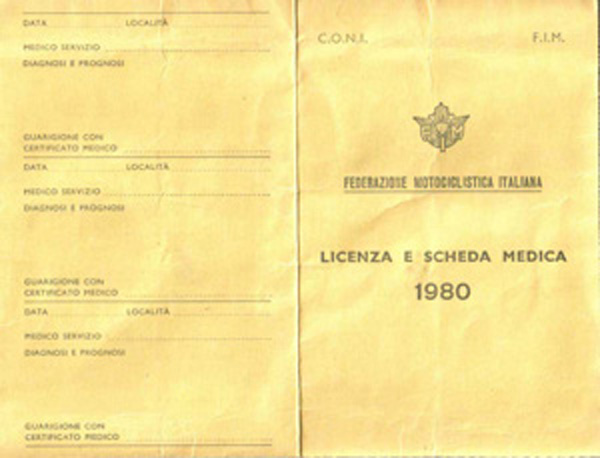 DATA LOCALITÀ
MEDICO SERVIZIO
DIAGNOSI E PROGNOSI
GUARIGIONE CON
CERTIFICATO MEDICO
DATA LOCALITÀ
MEDICO SERVIZIO
DIAGNOSI E PROGNOSI
GUARIGIONE CON
CERTIFICATO MEDICO
DATA LOCALITÀ
MEDICO SERVIZIO
DIAGNOSI E PROGNOSI
GUARIGIONE CON
CERTIFICATO MEDICO
C.O.N.I. F.I.M.
FMI
FEDERAZIONE MOTOCICLISTICA ITALIANA
LICENZA E SCHEDA MEDICA
1980